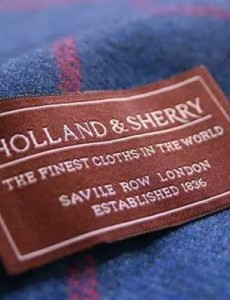 HOLLAND & SHERRY
THE FINEST CLOTHS IN THE WORLD
SAVILE ROW LONDON
ESTABLISHED 1836